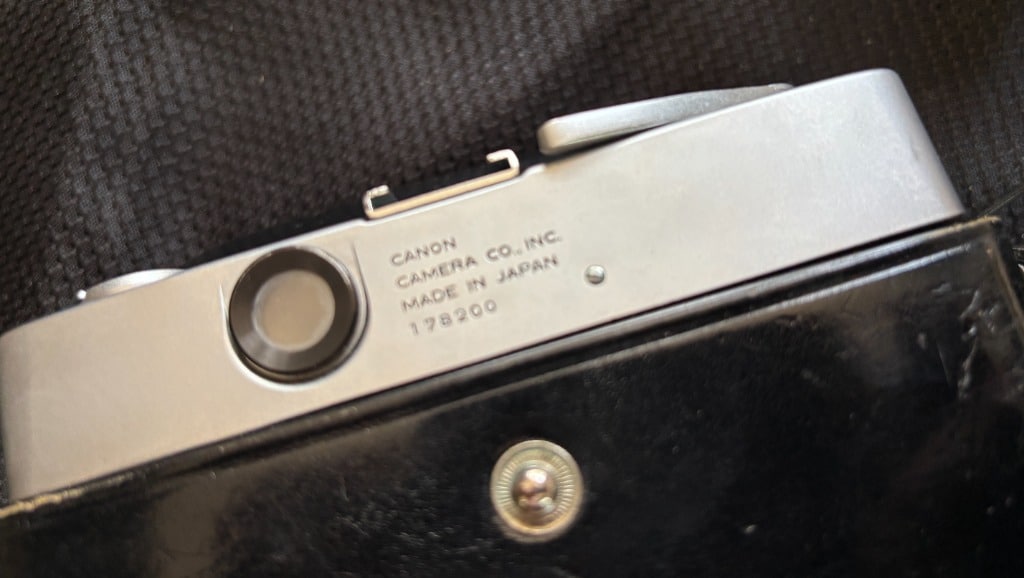 CANON
CAMERA CO., INC.
MADE IN JAPAN
178200